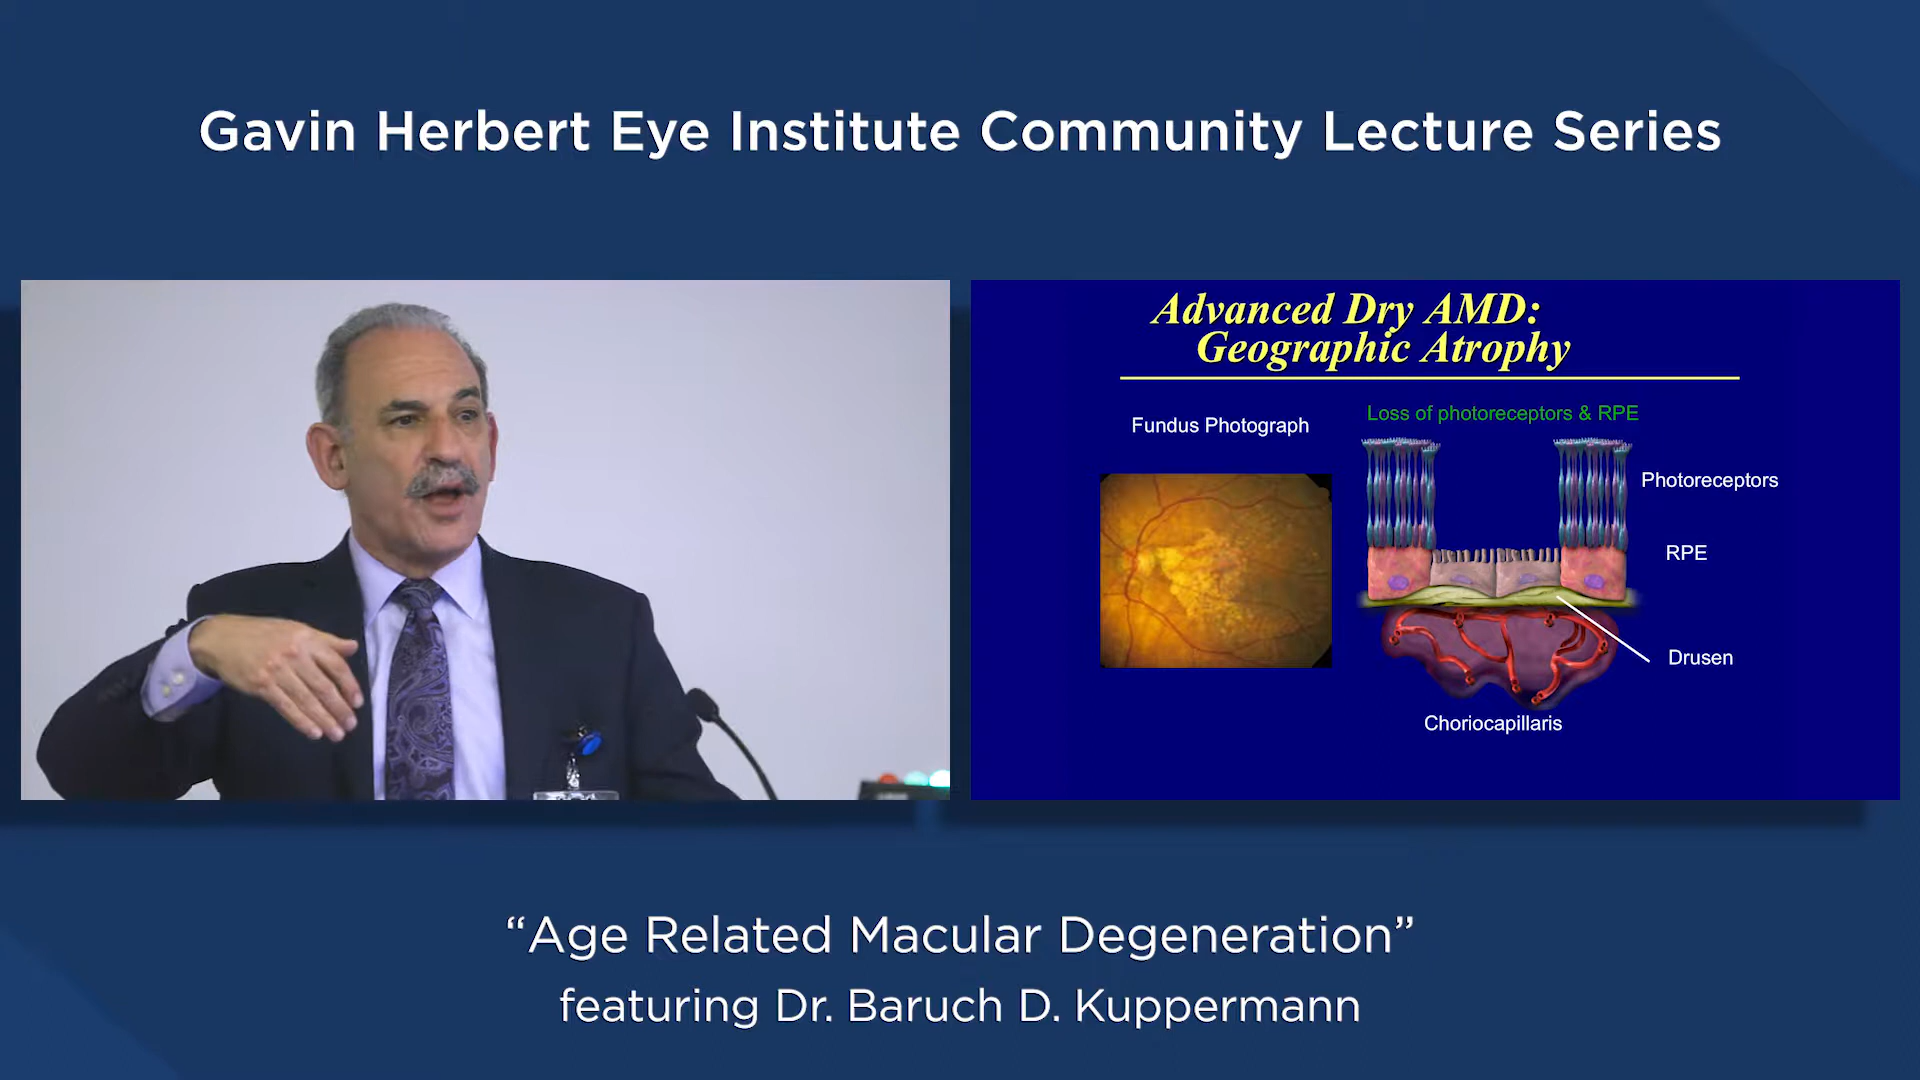 Gavin Herbert Eye Institute Community Lecture Series
Advanced Dry AMD:
Geographic Atrophy
Fundus Photograph
Loss of photoreceptors & RPE
Photoreceptors
RPE
Drusen
Choriocapillaris
“Age Related Macular Degeneration”
featuring Dr. Baruch D. Kuppermann